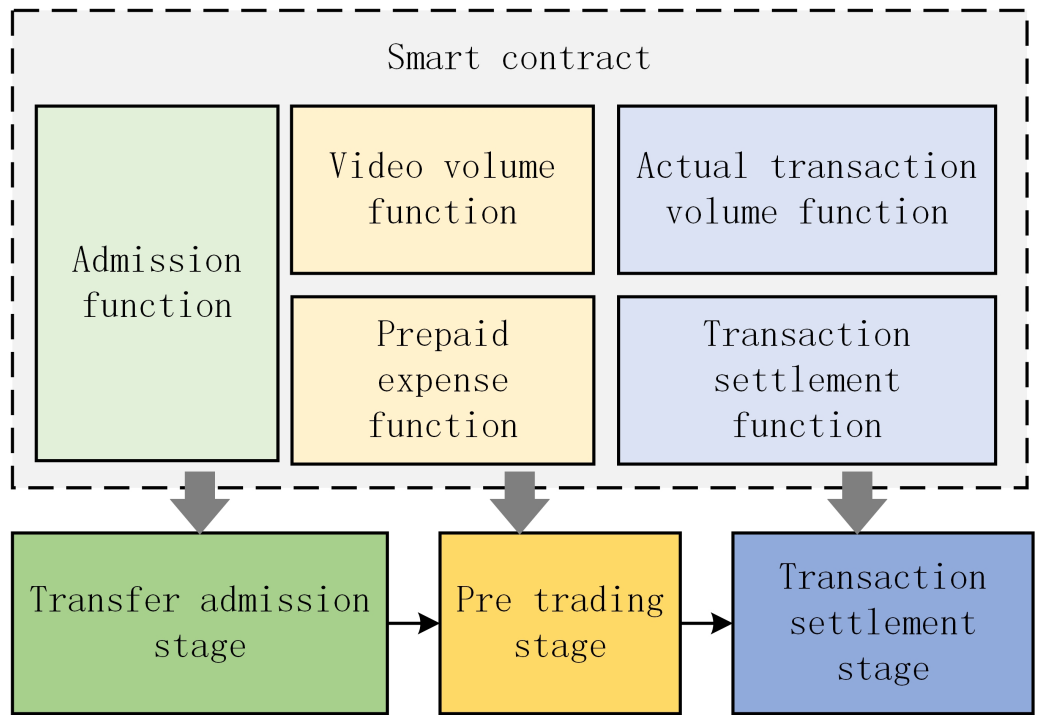 Smart contract
Admission
function
Video volume
function
Prepaid
expense
function
Actual transaction
volume function
Transaction
settlement
function
Transfer admission
stage
Pre trading
stage
Transaction
settlement
stage